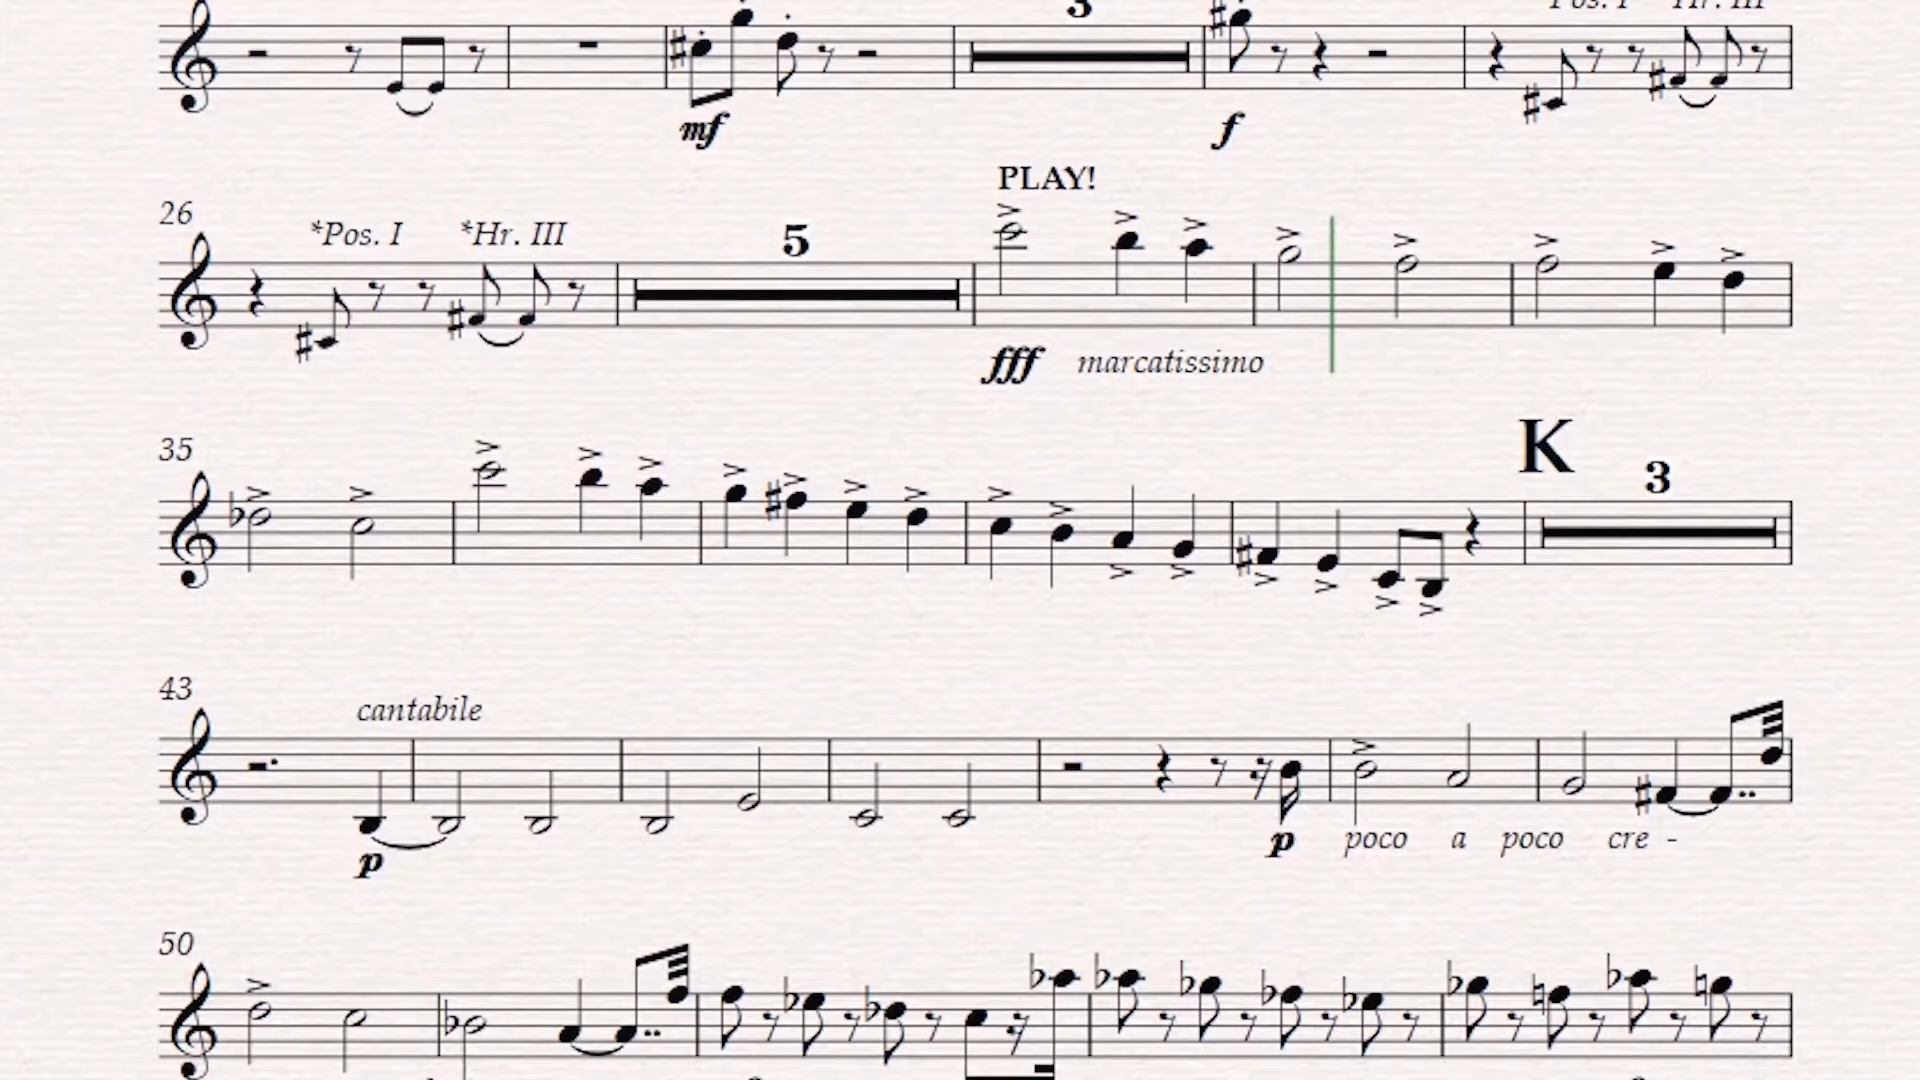 3 Pos. I Hr. III
mf f
PLAY!
26 *Pos. I *Hr. III 5
fff marcatissimo
K
35 3
43 cantabile
p p poco a poco cre -
50